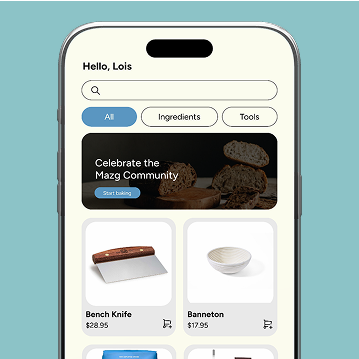 Hello, Lois
All
Ingredients
Tools
Celebrate the
Mazg Community
Start baking
Bench Knife
$28.95
Banneton
$17.95